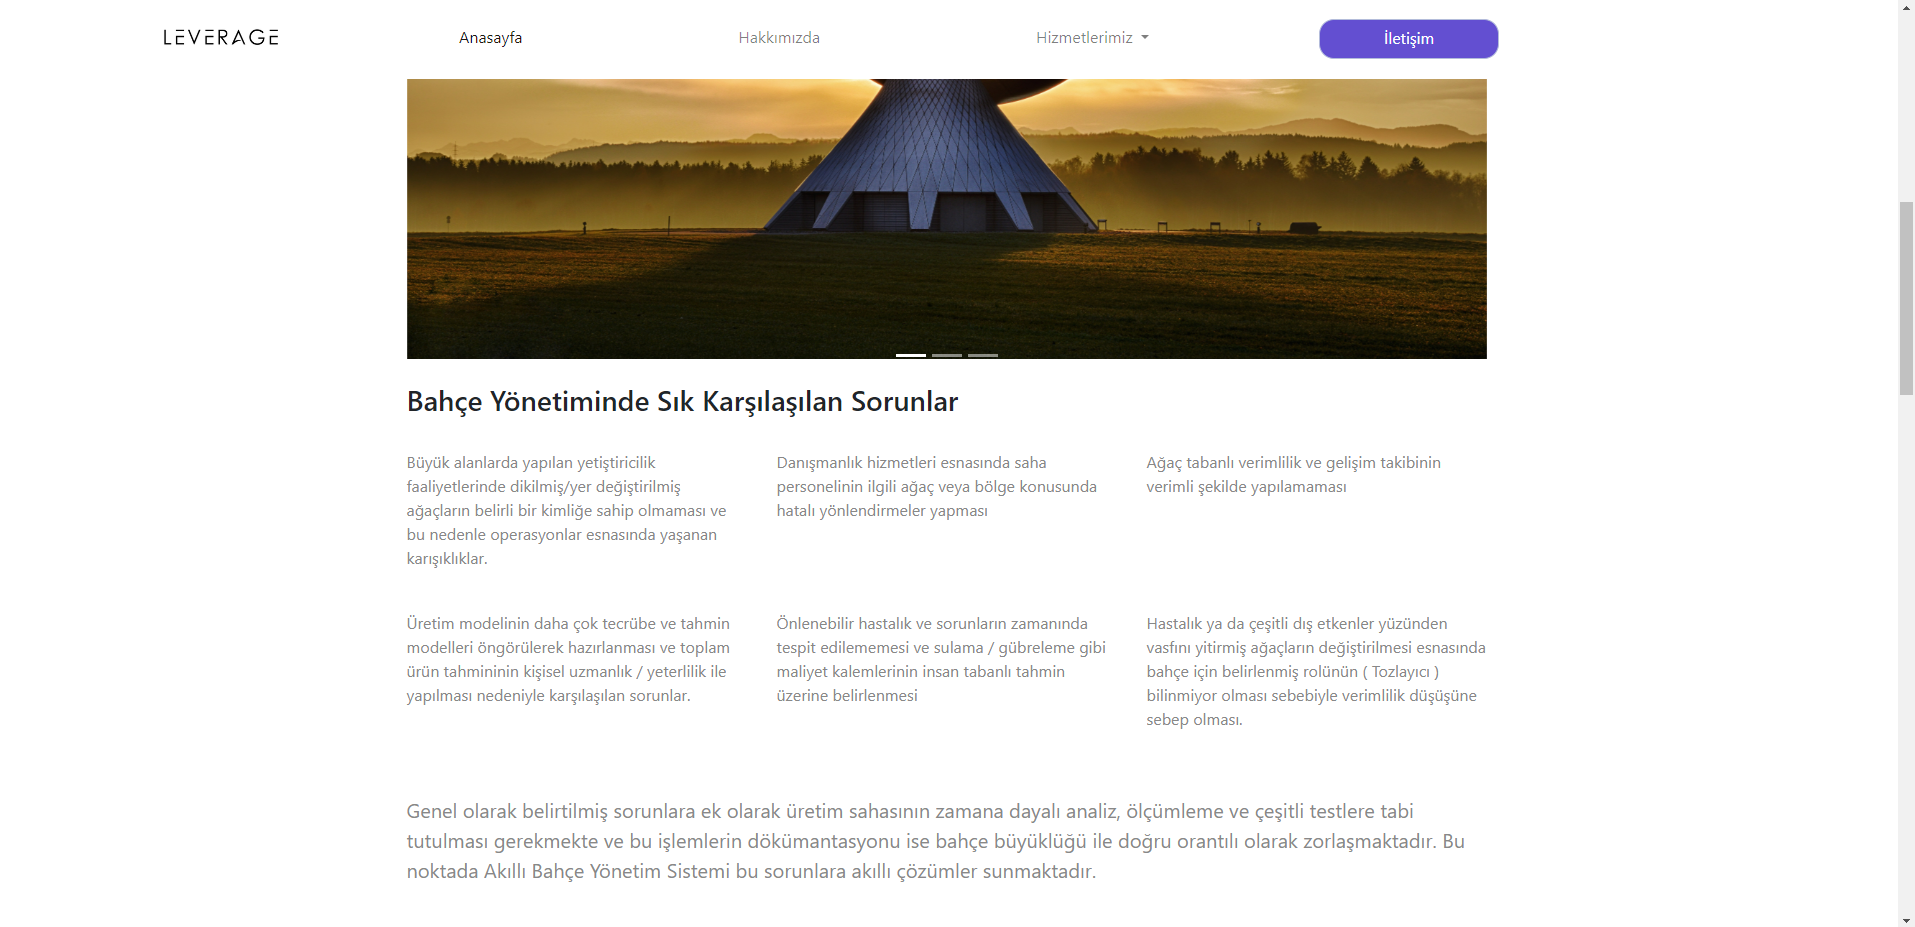 LEVERAGE
Anasayfa
Hakkımızda
Hizmetlerimiz
İletişim
Bahçe Yönetiminde Sık Karşılaşılan Sorunlar
Büyük alanlarda yapılan yetiştiricilik
faaliyetlerinde dikilmiş/yer değiştirilmiş
ağaçların belirli bir kimliğe sahip olmaması ve
bu nedenle operasyonlar esnasında yaşanan
karışıklıklar.
Danışmanlık hizmetleri esnasında saha
personelinin ilgili ağaç veya bölge konusunda
hatalı yönlendirmeler yapması
Ağaç tabanlı verimlilik ve gelişim takibinin
verimli şekilde yapılamaması
Üretim modelinin daha çok tecrübe ve tahmin
modelleri öngörülerek hazırlanması ve toplam
ürün tahmininin kişisel uzmanlık / yeterlilik ile
yapılması nedeniyle karşılaşılan sorunlar.
Önlenebilir hastalık ve sorunların zamanında
tespit edilememesi ve sulama / gübreleme gibi
maliyet kalemlerinin insan tabanlı tahmin
üzerine belirlenmesi
Hastalık ya da çeşitli dış etkenler yüzünden
vasfını yitirmiş ağaçların değiştirilmesi esnasında
bahçe için belirlenmiş rolünün ( Tozlayıcı )
bilinmiyor olması sebebiyle verimlilik düşüşüne
sebep olması.
Genel olarak belirtilmiş sorunlara ek olarak üretim sahasının zamana dayalı analiz, ölçümleme ve çeşitli testlere tabi
tutulması gerekmekte ve bu işlemlerin dökümantasyonu ise bahçe büyüklüğü ile doğru orantılı olarak zorlaşmaktadır. Bu
noktada Akıllı Bahçe Yönetim Sistemi bu sorunlara akıllı çözümler sunmaktadır.